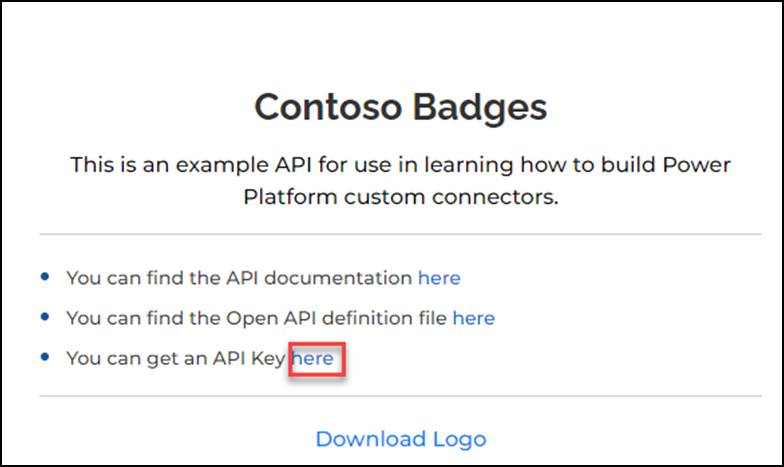 Contoso Badges
This is an example API for use in learning how to build Power
Platform custom connectors.
You can find the API documentation here
You can find the Open API definition file here
You can get an API Key here
Download Logo